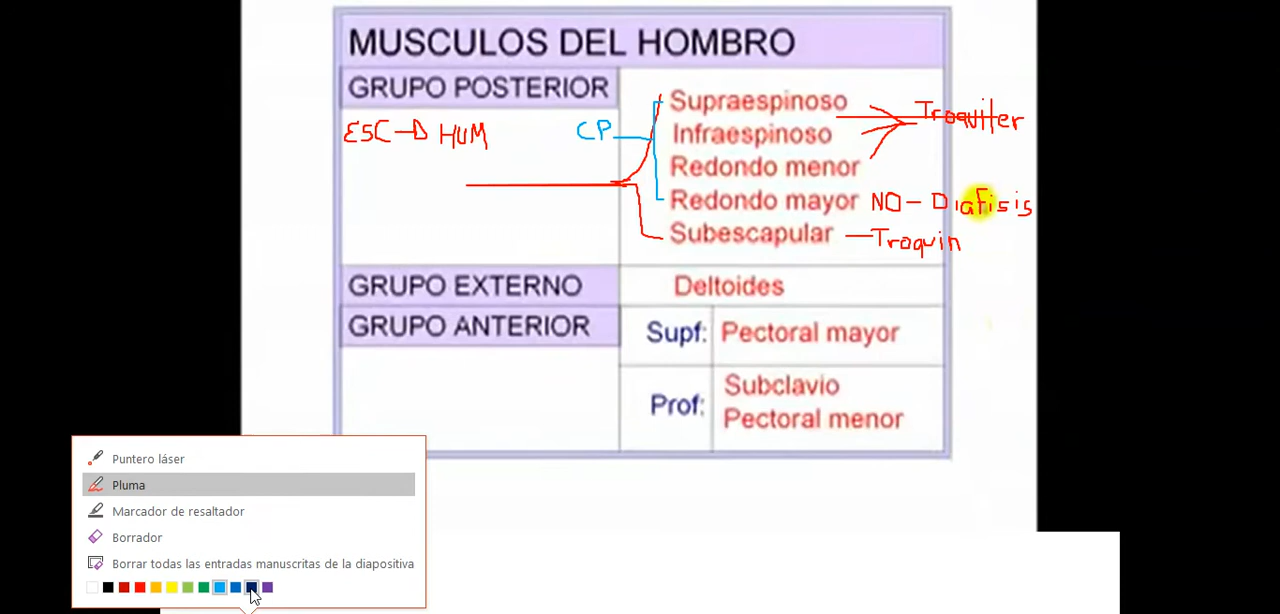 MUSCULOS DEL HOMBRO
GRUPO POSTERIOR
ESC → HUM
CP
Supraespinoso
Infraespinoso
Redondo menor
Troquiter
Redondo mayor NO - Diafisis
Subescapular - Troquin
GRUPO EXTERNO Deltoides
GRUPO ANTERIOR
Supf: Pectoral mayor
Prof: Subclavio
Pectoral menor
Puntero láser
Pluma
Marcador de resaltador
Borrador
Borrar todas las entradas manuscritas de la diapositiva